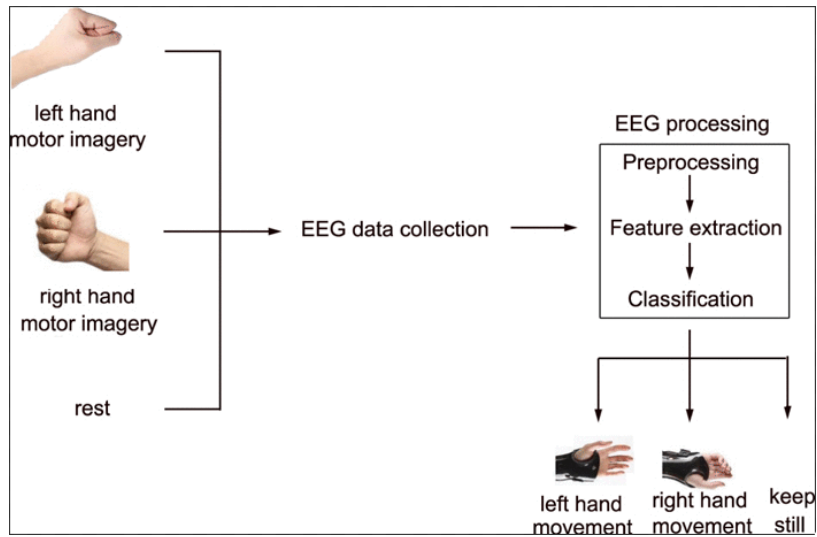 left hand
motor imagery
right hand
motor imagery
rest
EEG data collection
EEG processing
Preprocessing
Feature extraction
Classification
left hand
movement
right hand
movement
keep
still